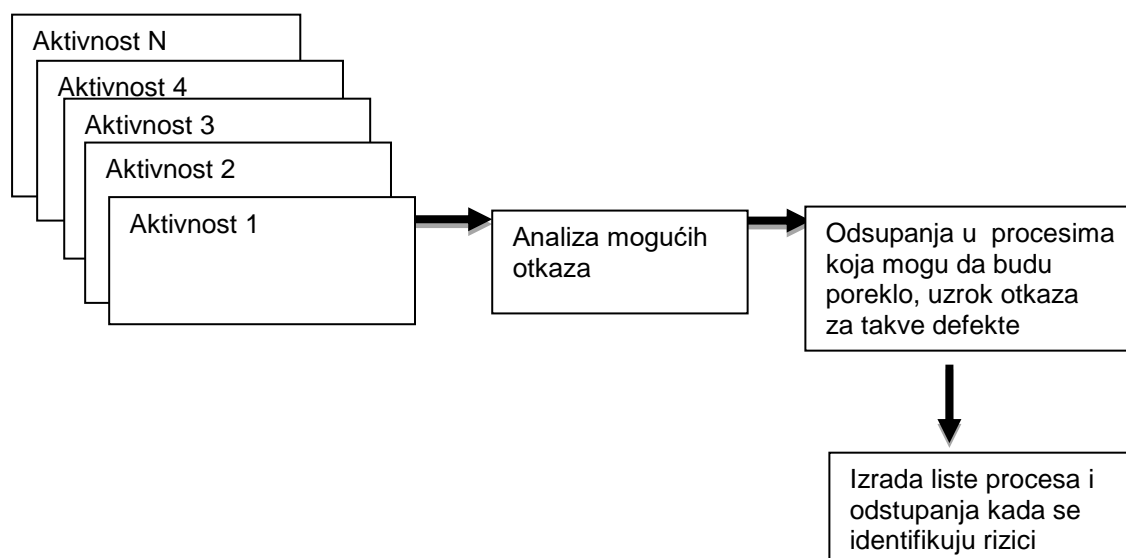 Aktivnost N
Aktivnost 4
Aktivnost 3
Aktivnost 2
Aktivnost 1
Analiza mogućih
otkaza
Odsupanja u procesima
koja mogu da budu
poreklo, uzrok otkaza
za takve defekte
Izrada liste procesa i
odstupanja kada se
identifikuju rizici